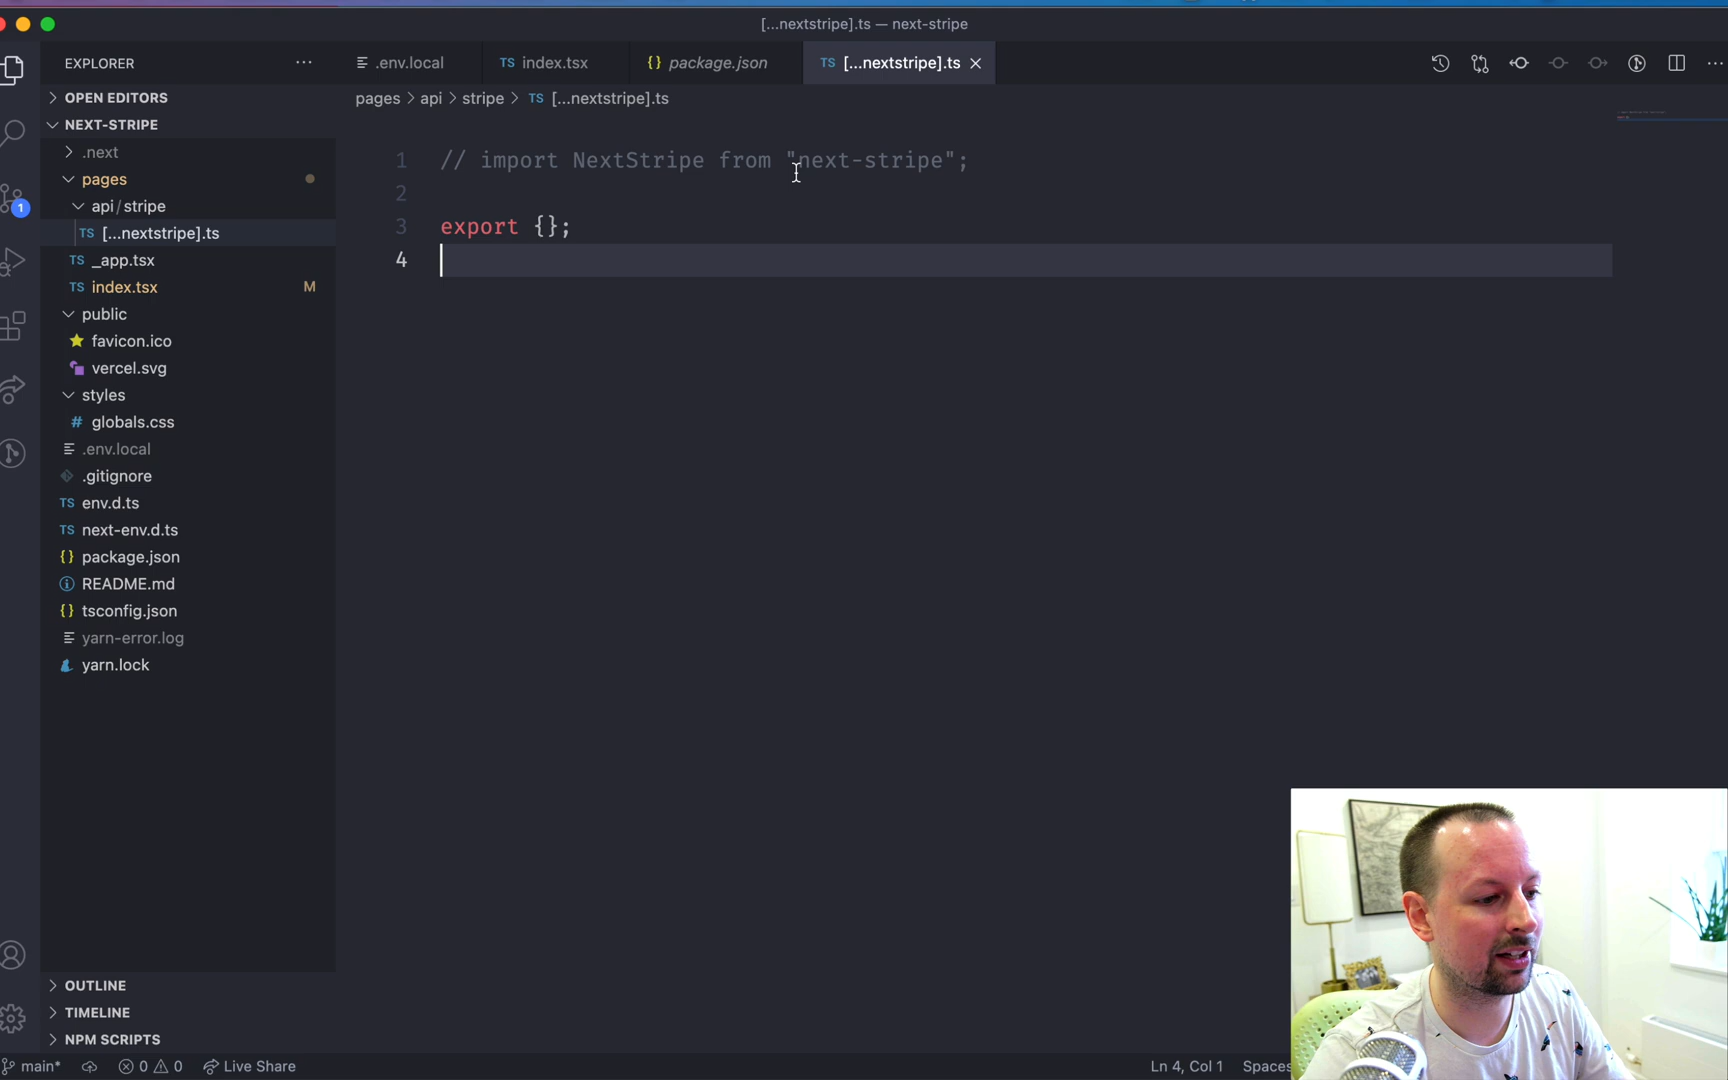 [...nextstripe].ts — next-stripe
EXPLORER
.env.local
TS index.tsx
{} package.json
TS [...nextstripe].ts
OPEN EDITORS
pages > api > stripe > TS [...nextstripe].ts
NEXT-STRIPE
.next
pages
api/stripe
TS [...nextstripe].ts
TS _app.tsx
TS index.tsx M
public
favicon.ico
vercel.svg
styles
# globals.css
.env.local
.gitignore
TS env.d.ts
TS next-env.d.ts
{} package.json
README.md
{} tsconfig.json
yarn-error.log
yarn.lock
1 // import NextStripe from "next-stripe";
2
3 export {};
4
1
OUTLINE
TIMELINE
NPM SCRIPTS
main* 0 0 Live Share
Ln 4, Col 1 Spaces